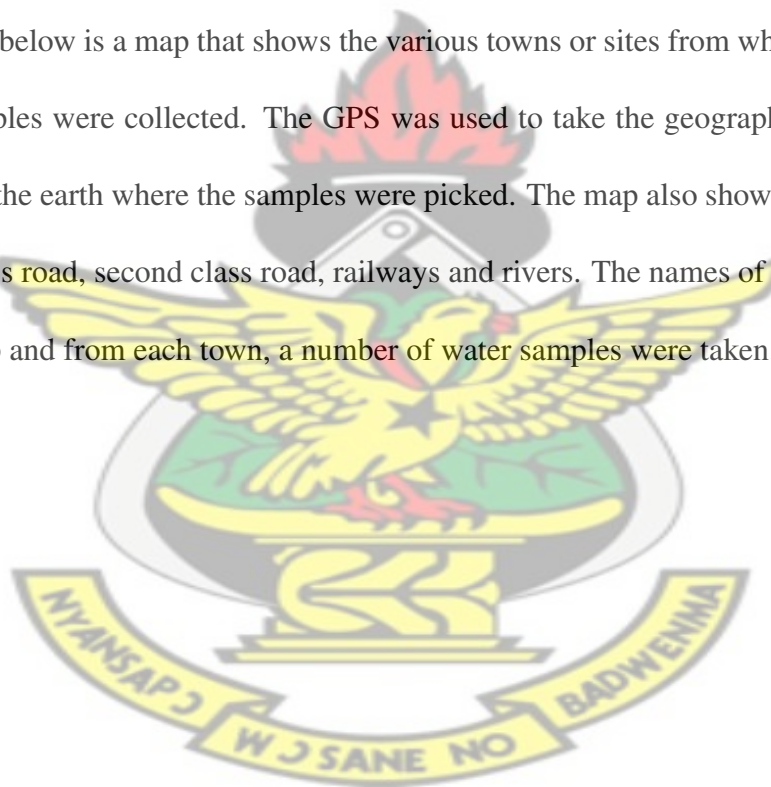 below is a map that shows the various towns or sites from wh
ples were collected. The GPS was used to take the geograph
the earth where the samples were picked. The map also show
s road, second class road, railways and rivers. The names of
and from each town, a number of water samples were taken
NYANSAPƆ
WƆSANE NO
BADWENMA